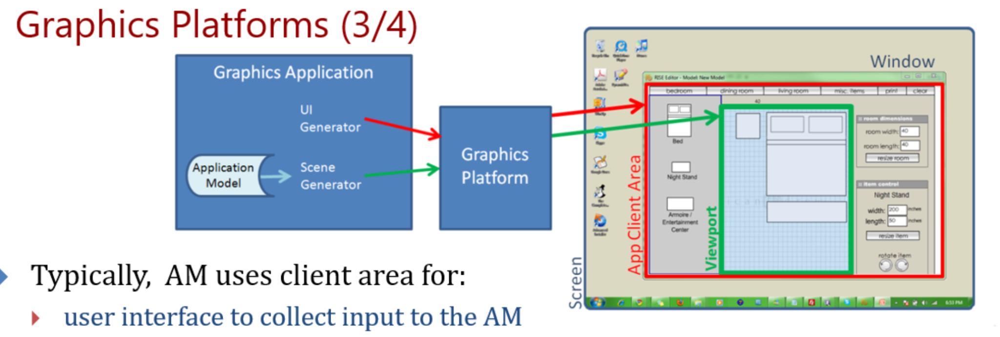 Graphics Platforms (3/4)
Graphics Application
UI
Generator
Application
Model
Scene
Generator
Graphics
Platform
Screen
Window
RISE Editor - Model: New Model
App Client Area
bedroom
dining room
living room
misc. items
print
clear
40
Bed
Night Stand
Armoire /
Entertainment
Center
Viewport
room dimensions
room width: 40
room length: 40
resize room
item control
Night Stand
width: 200 inches
length: 50 inches
resize item
rotate item
6:53 PM
Typically, AM uses client area for:
user interface to collect input to the AM